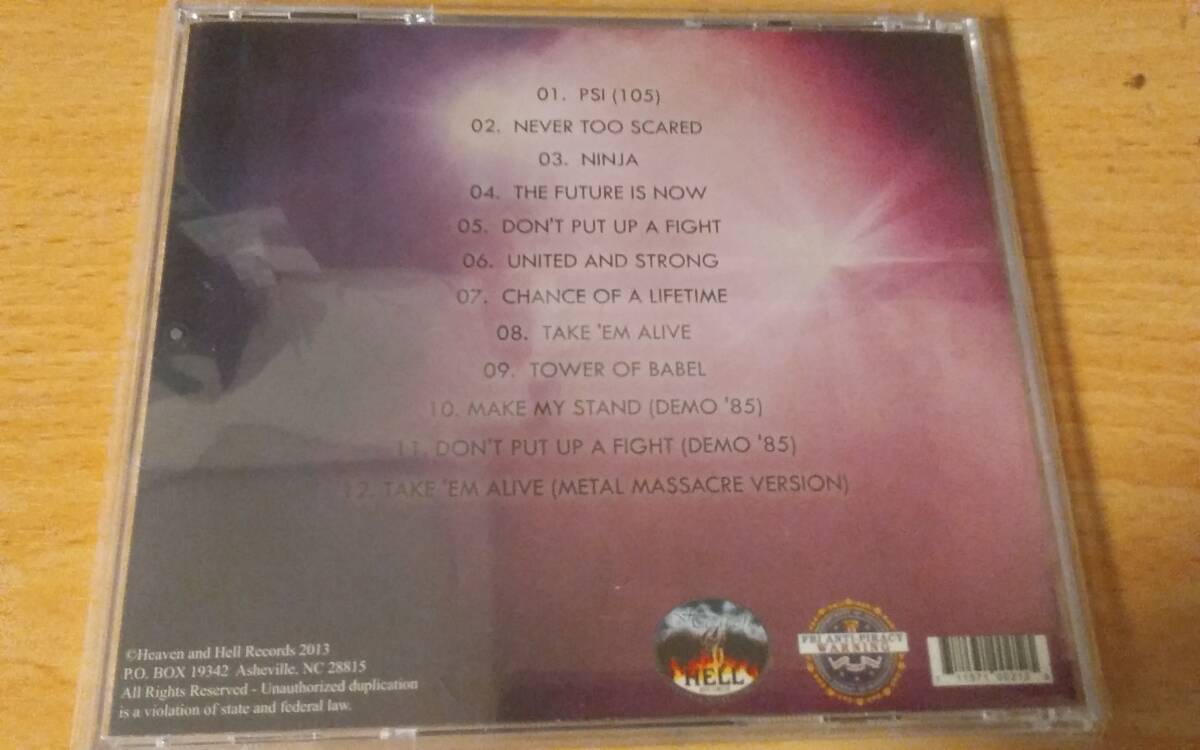 01. PSI (105)
02. NEVER TOO SCARED
03. NINJA
04. THE FUTURE IS NOW
05. DON'T PUT UP A FIGHT
06. UNITED AND STRONG
07. CHANCE OF A LIFETIME
08. TAKE 'EM ALIVE
09. TOWER OF BABEL
10. MAKE MY STAND (DEMO '85)
11. DON'T PUT UP A FIGHT (DEMO '85)
12. TAKE 'EM ALIVE (METAL MASSACRE VERSION)
©Heaven and Hell Records 2013
P.O. BOX 19342 Asheville, NC 28815
All Rights Reserved - Unauthorized duplication
is a violation of state and federal law.
HELL
FBI ANTI-PIRACY
WARNING